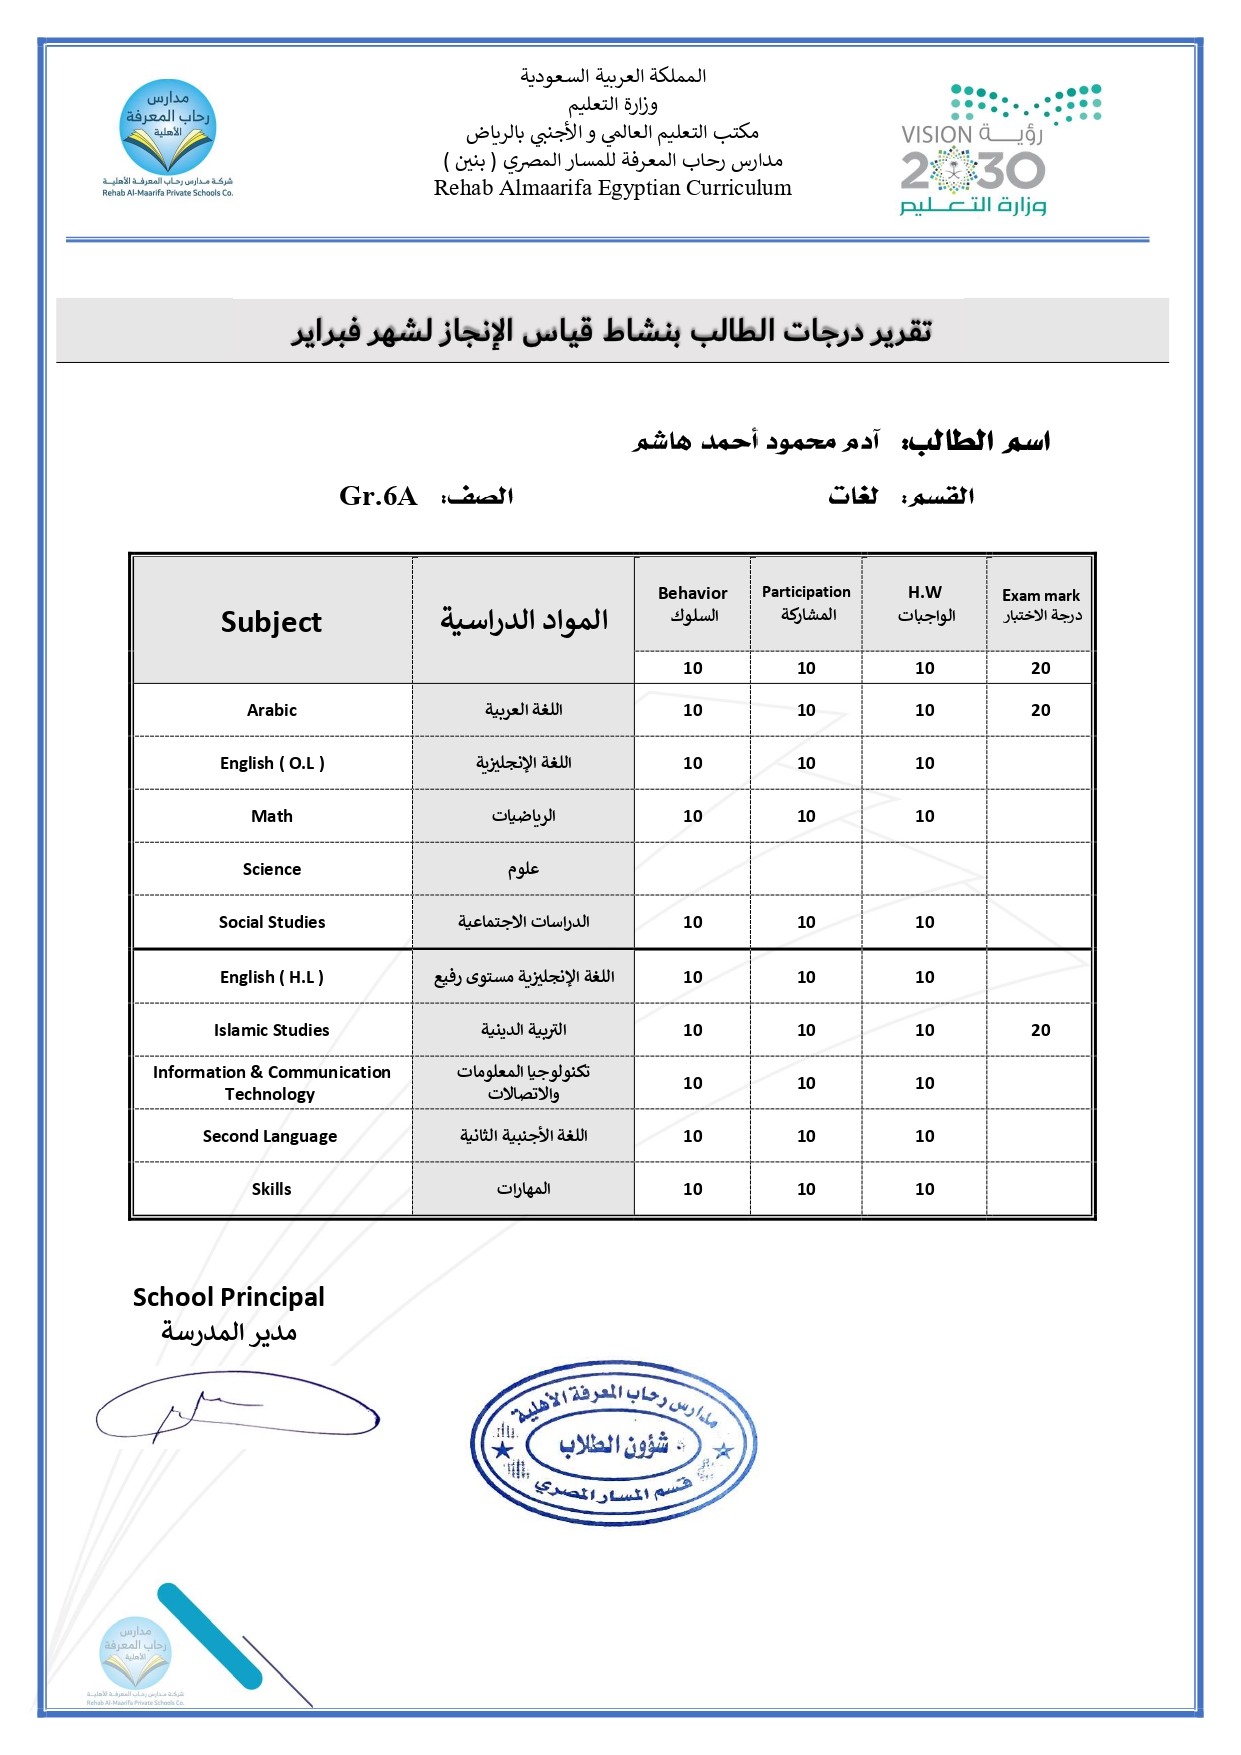 مدارس
رحاب المعرفة
الأهلية
شركة مدارس رحاب المعرفة الأهلية
Rehab Al-Maarifa Private Schools Co.
المملكة العربية السعودية
وزارة التعليم
مكتب التعليم العالمي و الأجنبي بالرياض
مدارس رحاب المعرفة للمسار المصري ( بنين )
Rehab Almaarifa Egyptian Curriculum
VISION رؤيــة
2030
وزارة التعـليم
تقرير درجات الطالب بنشاط قياس الإنجاز لشهر فبراير
اسم الطالب: آدم محمود أحمد هاشم
القسم: لغات الصف: Gr.6A
Subject المواد الدراسية Behavior السلوك Participation المشاركة H.W الواجبات Exam mark درجة الاختبار
10 10 10 20
Arabic اللغة العربية 10 10 10 20
English ( O.L ) اللغة الإنجليزية 10 10 10
Math الرياضيات 10 10 10
Science علوم
Social Studies الدراسات الاجتماعية 10 10 10
English ( H.L ) اللغة الإنجليزية مستوى رفيع 10 10 10
Islamic Studies التربية الدينية 10 10 10 20
Information & Communication Technology تكنولوجيا المعلومات والاتصالات 10 10 10
Second Language اللغة الأجنبية الثانية 10 10 10
Skills المهارات 10 10 10
School Principal
مدير المدرسة
مدارس رحاب المعرفة الأهلية
شؤون الطلاب
قسم المسار المصري
مدارس
رحاب المعرفة
الأهلية
شركة مدارس رحاب المعرفة الأهلية
Rehab Al-Maarifa Private Schools Co.